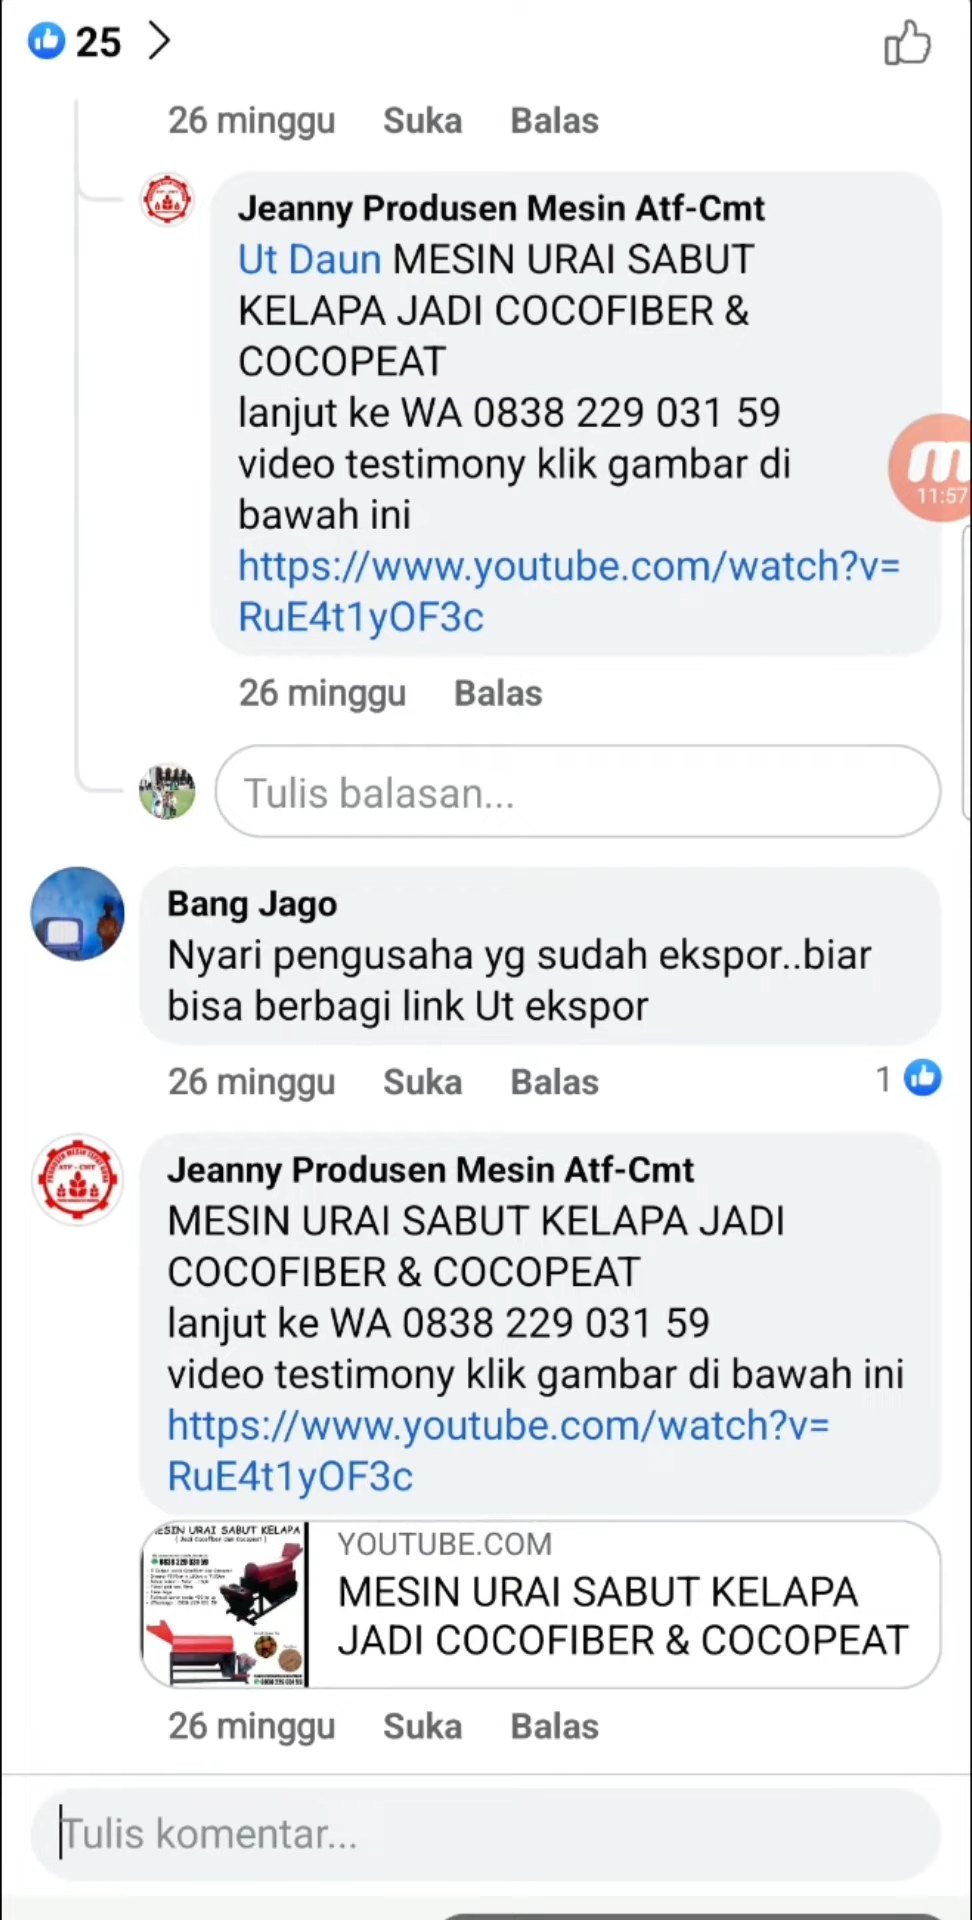 25
26 minggu Suka Balas
Jeanny Produsen Mesin Atf-Cmt
Ut Daun MESIN URAI SABUT
KELAPA JADI COCOFIBER &
COCOPEAT
lanjut ke WA 0838 229 031 59
video testimony klik gambar di
bawah ini
https://www.youtube.com/watch?v=
RuE4t1yOF3c
11:57
26 minggu Balas
Tulis balasan...
Bang Jago
Nyari pengusaha yg sudah ekspor..biar
bisa berbagi link Ut ekspor
26 minggu Suka Balas 1
Jeanny Produsen Mesin Atf-Cmt
MESIN URAI SABUT KELAPA JADI
COCOFIBER & COCOPEAT
lanjut ke WA 0838 229 031 59
video testimony klik gambar di bawah ini
https://www.youtube.com/watch?v=
RuE4t1yOF3c
MESIN URAI SABUT KELAPA
YOUTUBE.COM
MESIN URAI SABUT KELAPA
JADI COCOFIBER & COCOPEAT
26 minggu Suka Balas
Tulis komentar...